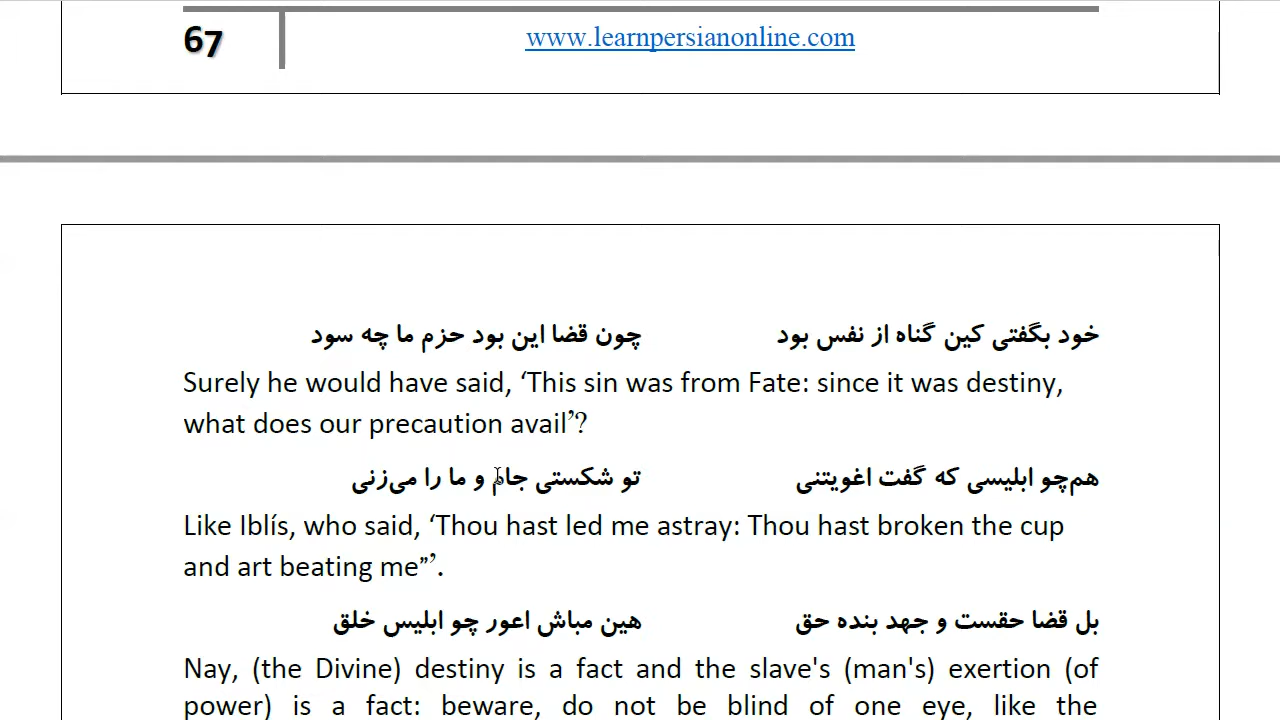 67
www.learnpersianonline.com
خود بگفتی کین گناه از نفس بود چون قضا این بود حزم ما چه سود
Surely he would have said, ‘This sin was from Fate: since it was destiny,
what does our precaution avail’?
هم‌چو ابلیسی که گفت اغویتنی تو شکستی جام و ما را می‌زنی
Like Iblís, who said, ‘Thou hast led me astray: Thou hast broken the cup
and art beating me”’.
بل قضا حقست و جهد بنده حق هین مباش اعور چو ابلیس خلق
Nay, (the Divine) destiny is a fact and the slave's (man's) exertion (of
power) is a fact: beware, do not be blind of one eye, like the